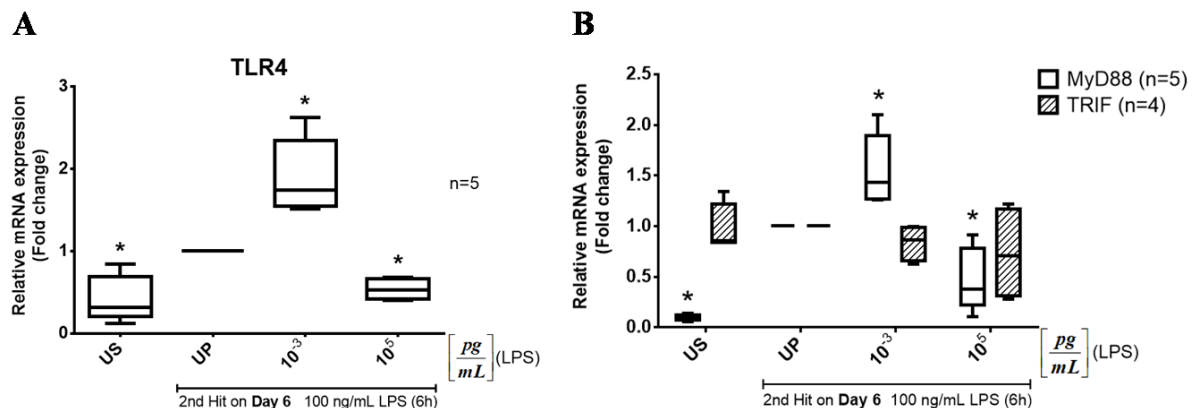 A
TLR4
Relative mRNA expression
(Fold change)
3
2
1
0
*
*
*
n=5
US
UP
10⁻³
10⁵
[pg/mL] (LPS)
2nd Hit on Day 6 100 ng/mL LPS (6h)
B
Relative mRNA expression
(Fold change)
2.5
2.0
1.5
1.0
0.5
0.0
*
*
*
MyD88 (n=5)
TRIF (n=4)
US
UP
10⁻³
10⁵
[pg/mL] (LPS)
2nd Hit on Day 6 100 ng/mL LPS (6h)